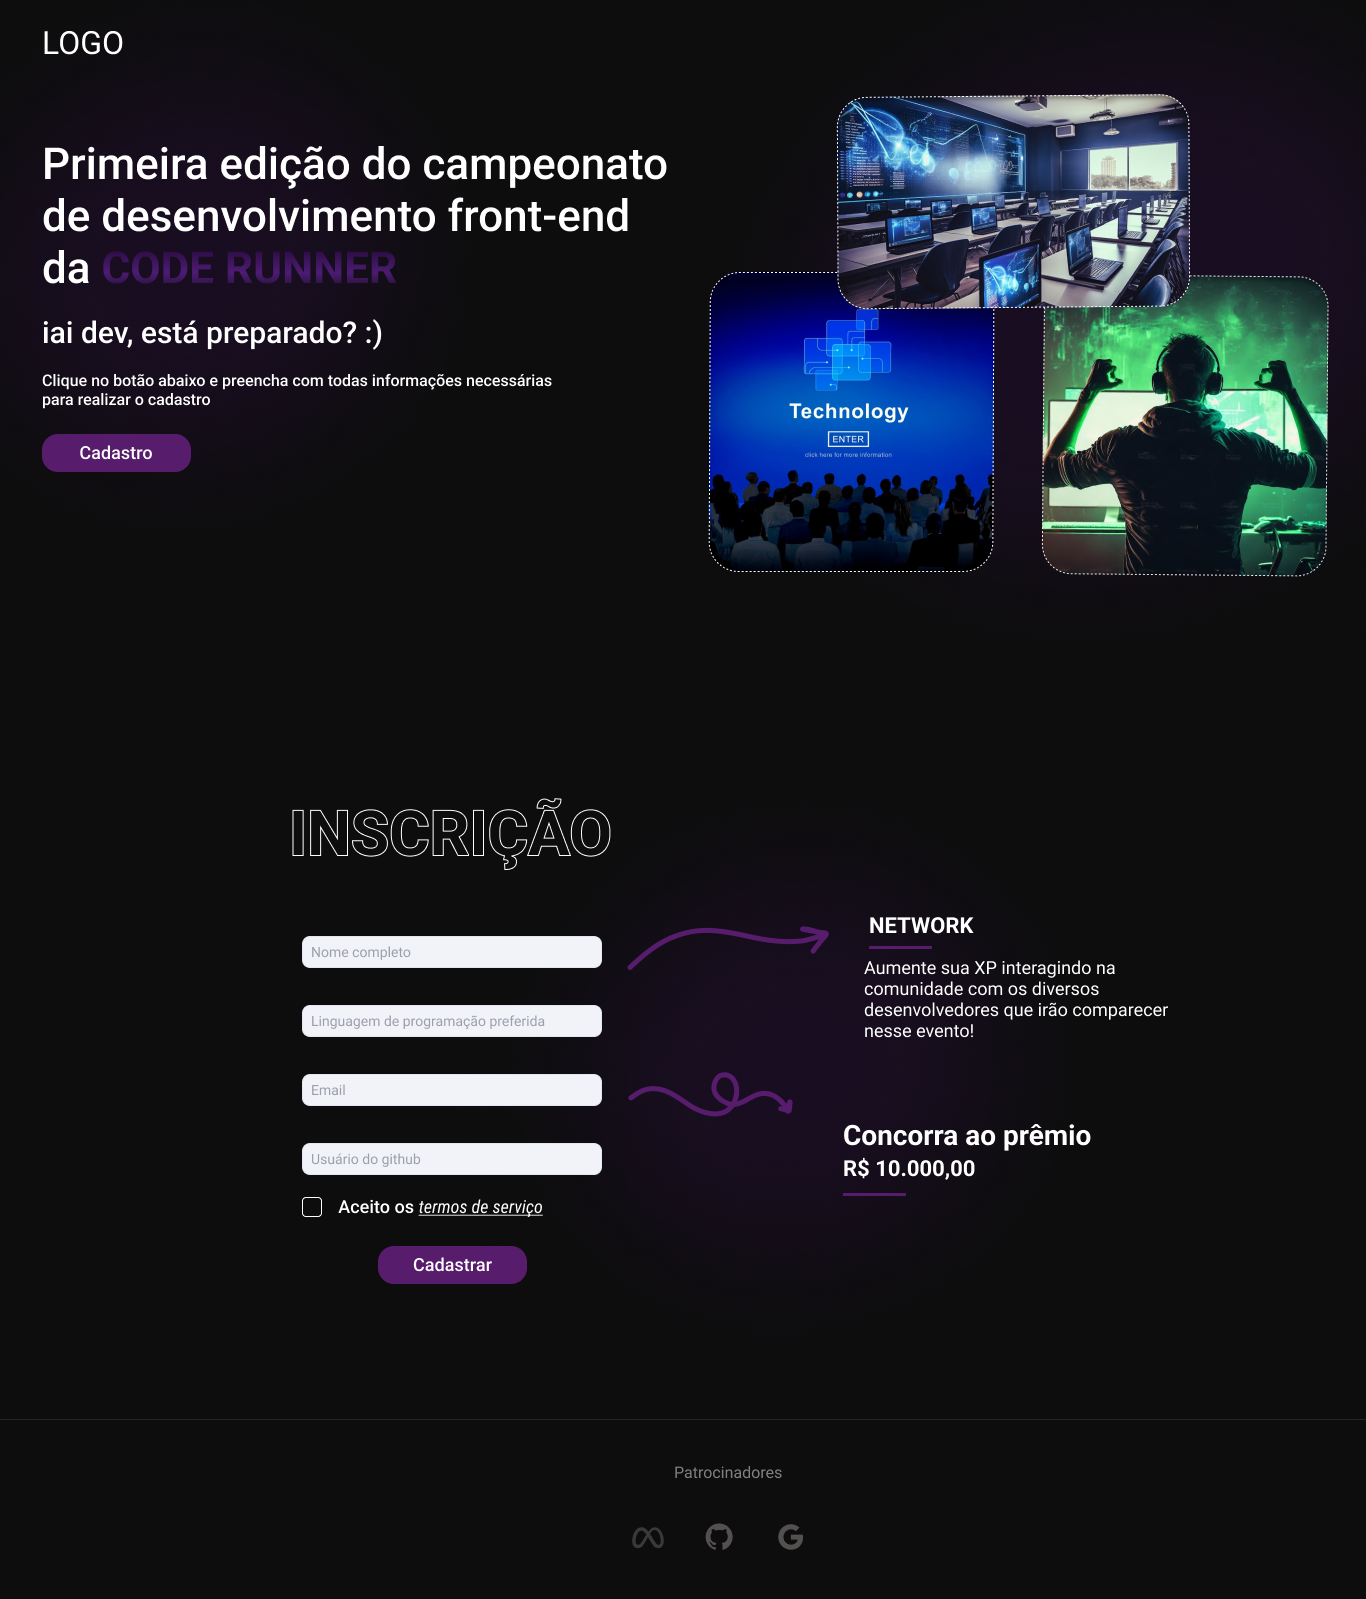 LOGO
Primeira edição do campeonato
de desenvolvimento front-end
da CODE RUNNER
iai dev, está preparado? :)
Clique no botão abaixo e preencha com todas informações necessárias
para realizar o cadastro
Cadastro
Technology
ENTER
click here for more information
INSCRIÇÃO
Nome completo
Linguagem de programação preferida
Email
Usuário do github
Aceito os termos de serviço
Cadastrar
NETWORK
Aumente sua XP interagindo na
comunidade com os diversos
desenvolvedores que irão comparecer
nesse evento!
Concorra ao prêmio
R$ 10.000,00
Patrocinadores